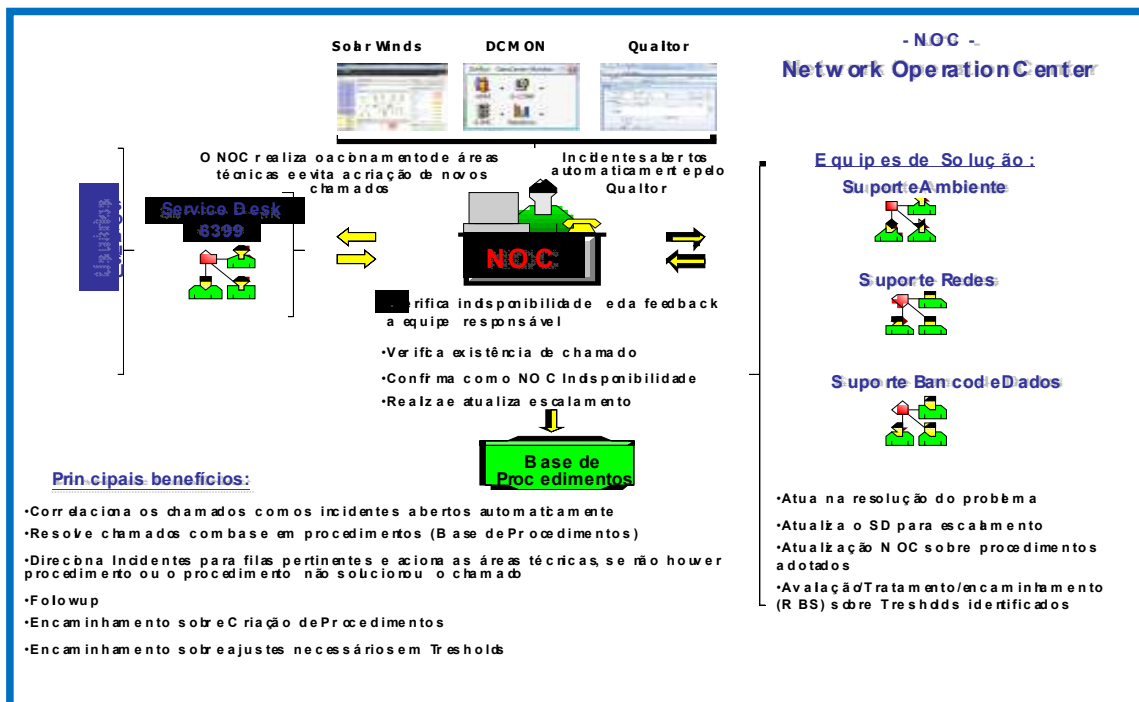 Solar Winds
DCMON
Qualtor
- NOC -
Network Operation Center
O NOC realiza o acionamento de áreas
técnicas e evita a criação de novos
chamados
Incidentes abertos
automaticamente pelo
Qualtor
Usuários
Service Desk
6399
NOC
Verifica indisponibilidade e da feedback
a equipe responsável
•Verifica existência de chamado
•Confirma como NOC Indisponibilidade
•Realiza e atualiza escalamento
Base de
Procedimentos
Equipes de Solução:
Suporte Ambiente
Suporte Redes
Suporte Banco de Dados
•Atua na resolução do problema
•Atualiza o SD para escalamento
•Atualização NOC sobre procedimentos
adotados
•Avaliação/Tratamento/encaminhamento
(RBS) sobre Tresholds identificados
Principais benefícios:
•Correlaciona os chamados com os incidentes abertos automaticamente
•Resolve chamados com base em procedimentos (Base de Procedimentos)
•Direciona Incidentes para filas pertinentes e aciona as áreas técnicas, se não houver
procedimento ou o procedimento não solucionou o chamado
•Followup
•Encaminhamento sobre Criação de Procedimentos
•Encaminhamento sobre ajustes necessários em Tresholds